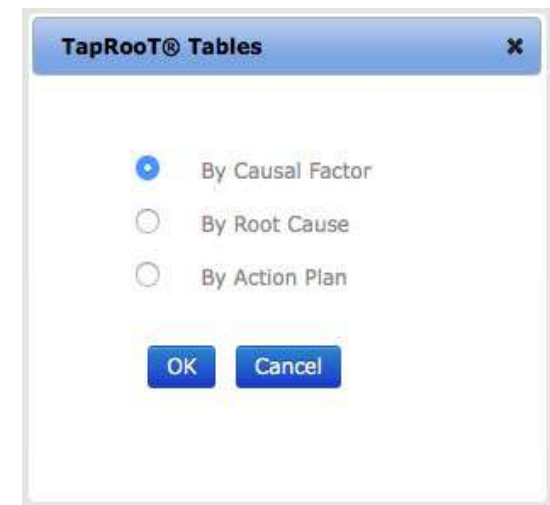 TapRooT® Tables
By Causal Factor
By Root Cause
By Action Plan
OK Cancel